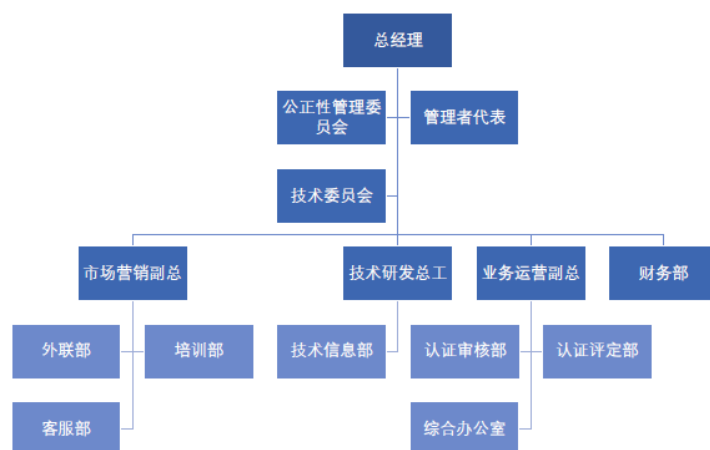 总经理
公正性管理委
员会
管理者代表
技术委员会
市场营销副总
技术研发总工
业务运营副总
财务部
外联部
培训部
技术信息部
认证审核部
认证评定部
客服部
综合办公室